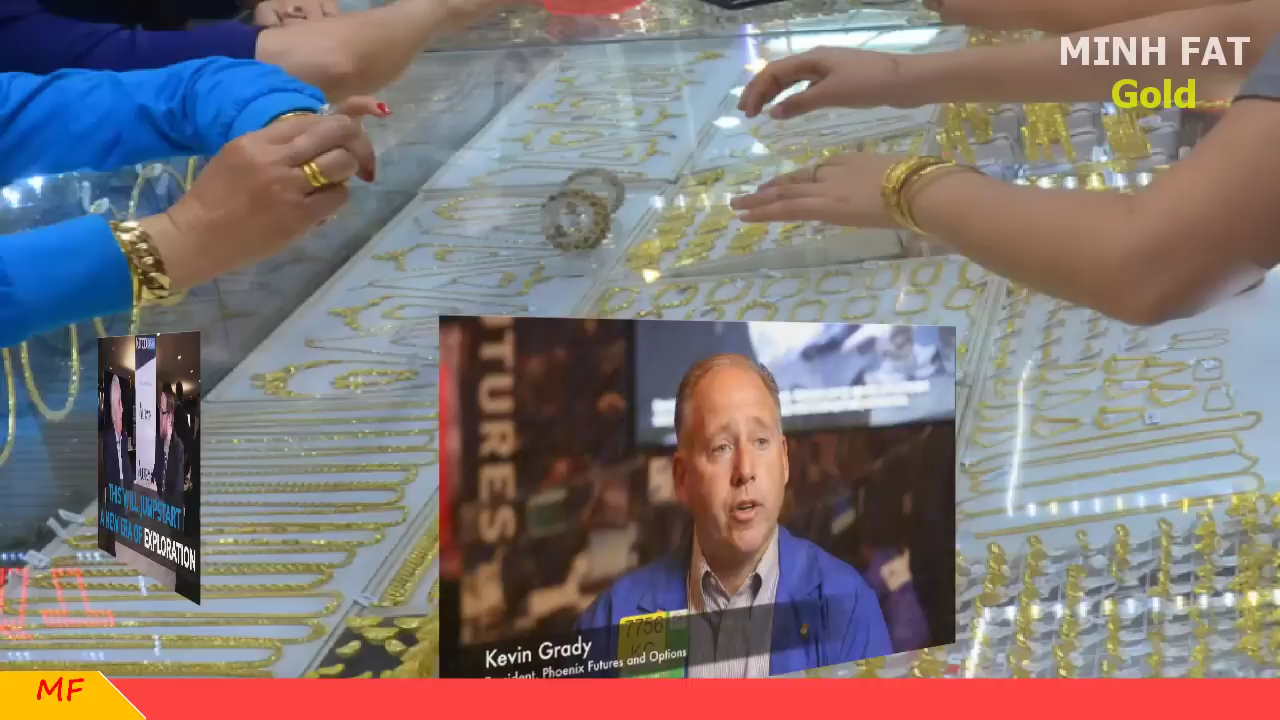 MINH FAT
Gold
THIS WILL JUMPSTART
A NEW ERA OF EXPLORATION
TURES
7756
Kevin Grady
President, Phoenix Futures and Options
MF